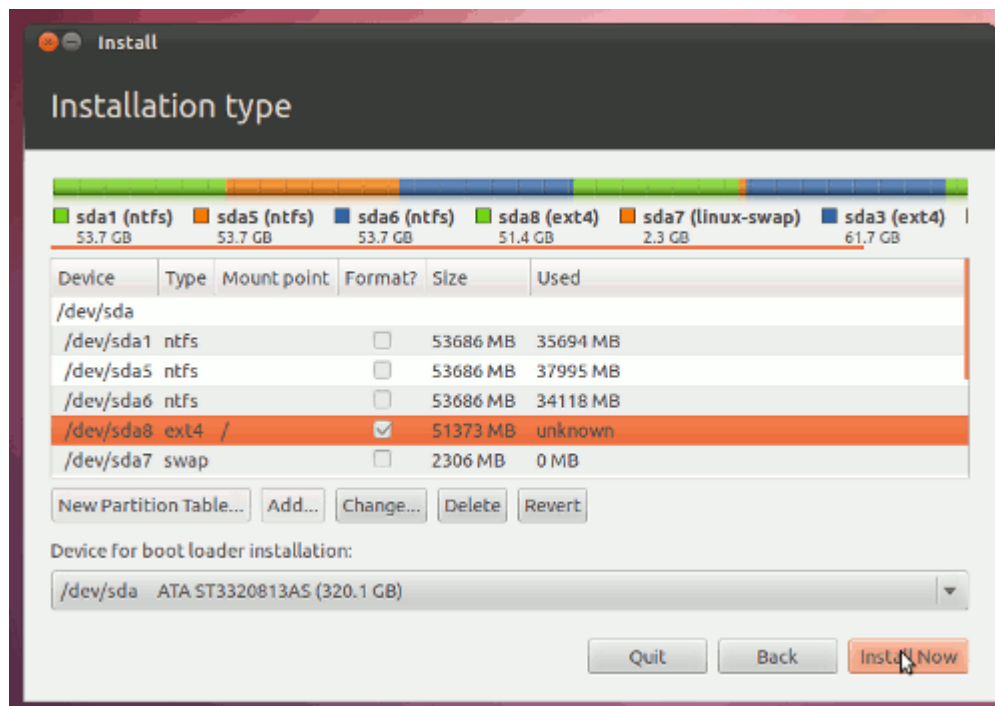 Install
Installation type
sda1 (ntfs) sda5 (ntfs) sda6 (ntfs) sda8 (ext4) sda7 (linux-swap) sda3 (ext4)
53.7 GB 53.7 GB 53.7 GB 51.4 GB 2.3 GB 61.7 GB
Device Type Mount point Format? Size Used
/dev/sda
/dev/sda1 ntfs 53686 MB 35694 MB
/dev/sda5 ntfs 53686 MB 37995 MB
/dev/sda6 ntfs 53686 MB 34118 MB
/dev/sda8 ext4 / 51373 MB unknown
/dev/sda7 swap 2306 MB 0 MB
New Partition Table... Add... Change... Delete Revert
Device for boot loader installation:
/dev/sda ATA ST3320813AS (320.1 GB)
Quit Back Install Now